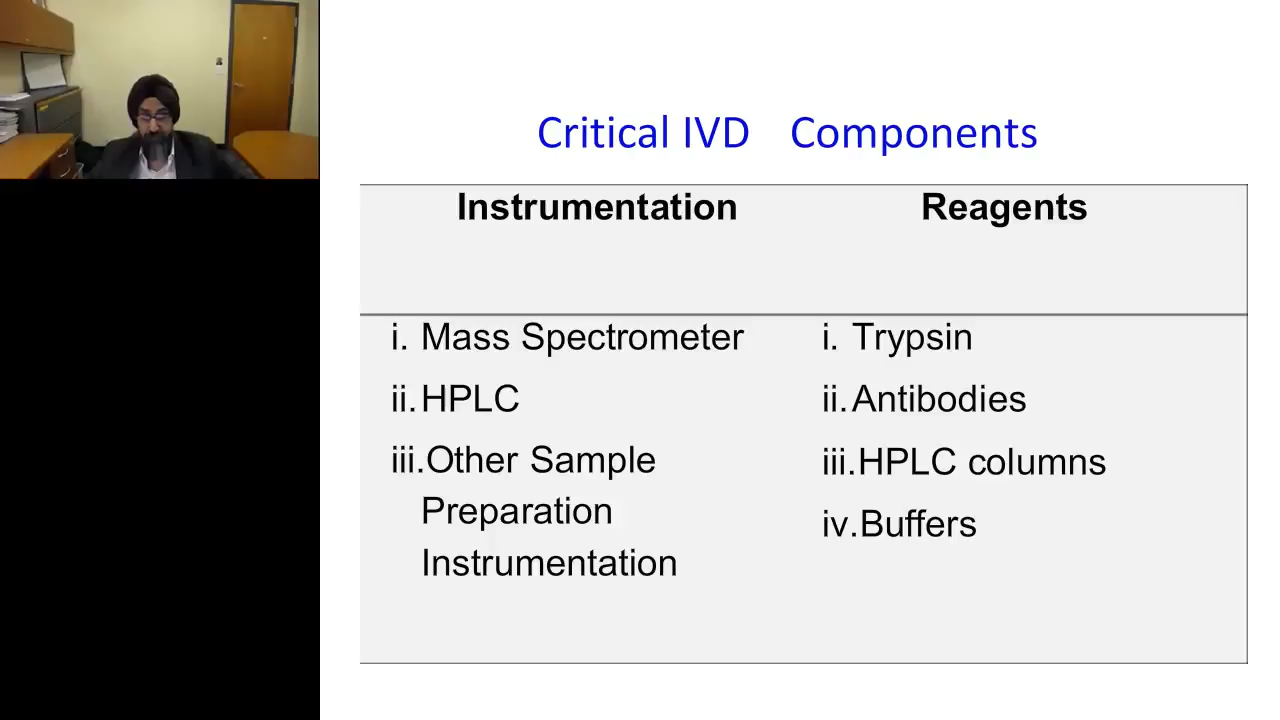 Critical IVD Components
Instrumentation
Reagents
i. Mass Spectrometer
ii. HPLC
iii. Other Sample
Preparation
Instrumentation
i. Trypsin
ii. Antibodies
iii. HPLC columns
iv. Buffers